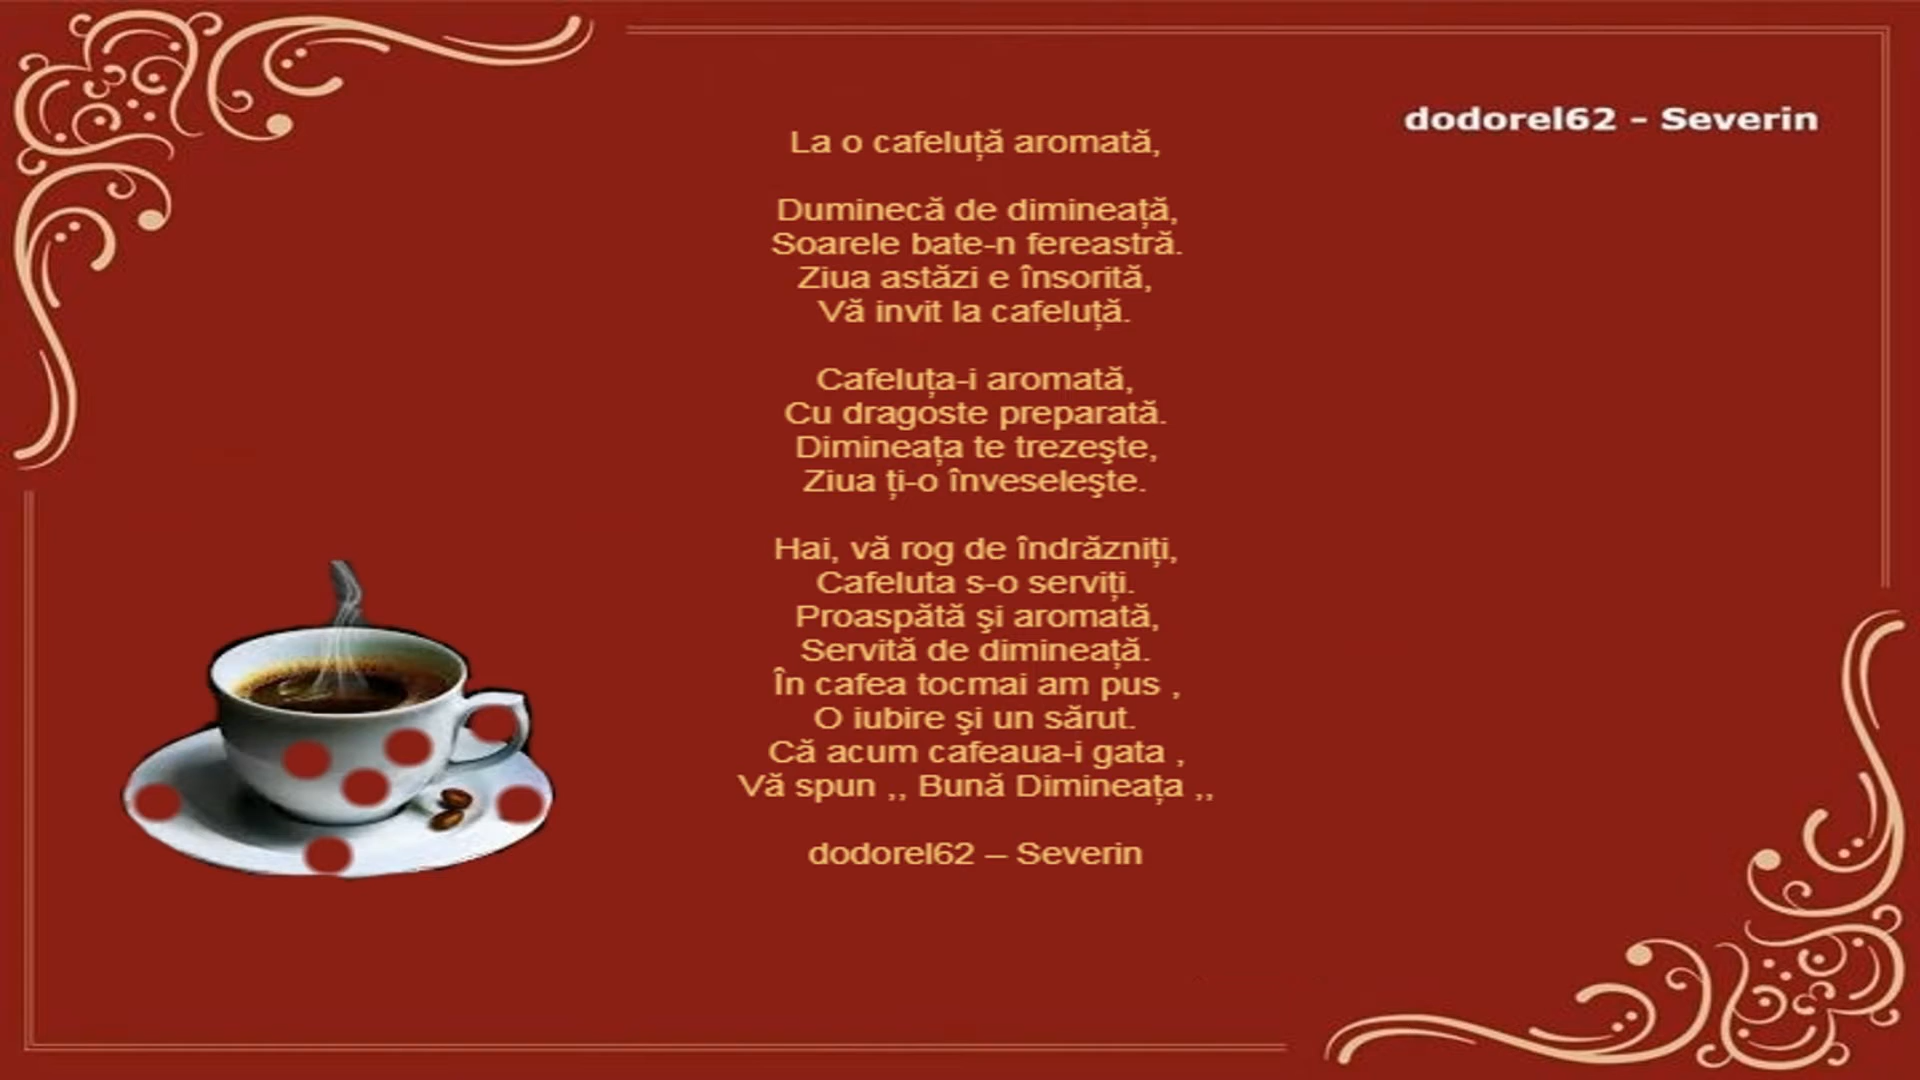 dodorel62 - Severin
La o cafeluță aromată,
Duminecă de dimineață,
Soarele bate-n fereastră.
Ziua astăzi e însorită,
Vă invit la cafeluță.
Cafeluța-i aromată,
Cu dragoste preparată.
Dimineața te trezeşte,
Ziua ți-o înveseleşte.
Hai, vă rog de îndrăzniți,
Cafeluta s-o serviți.
Proaspătă şi aromată,
Servită de dimineață.
În cafea tocmai am pus ,
O iubire şi un sărut.
Că acum cafeaua-i gata ,
Vă spun ,, Bună Dimineața ,,
dodorel62 – Severin